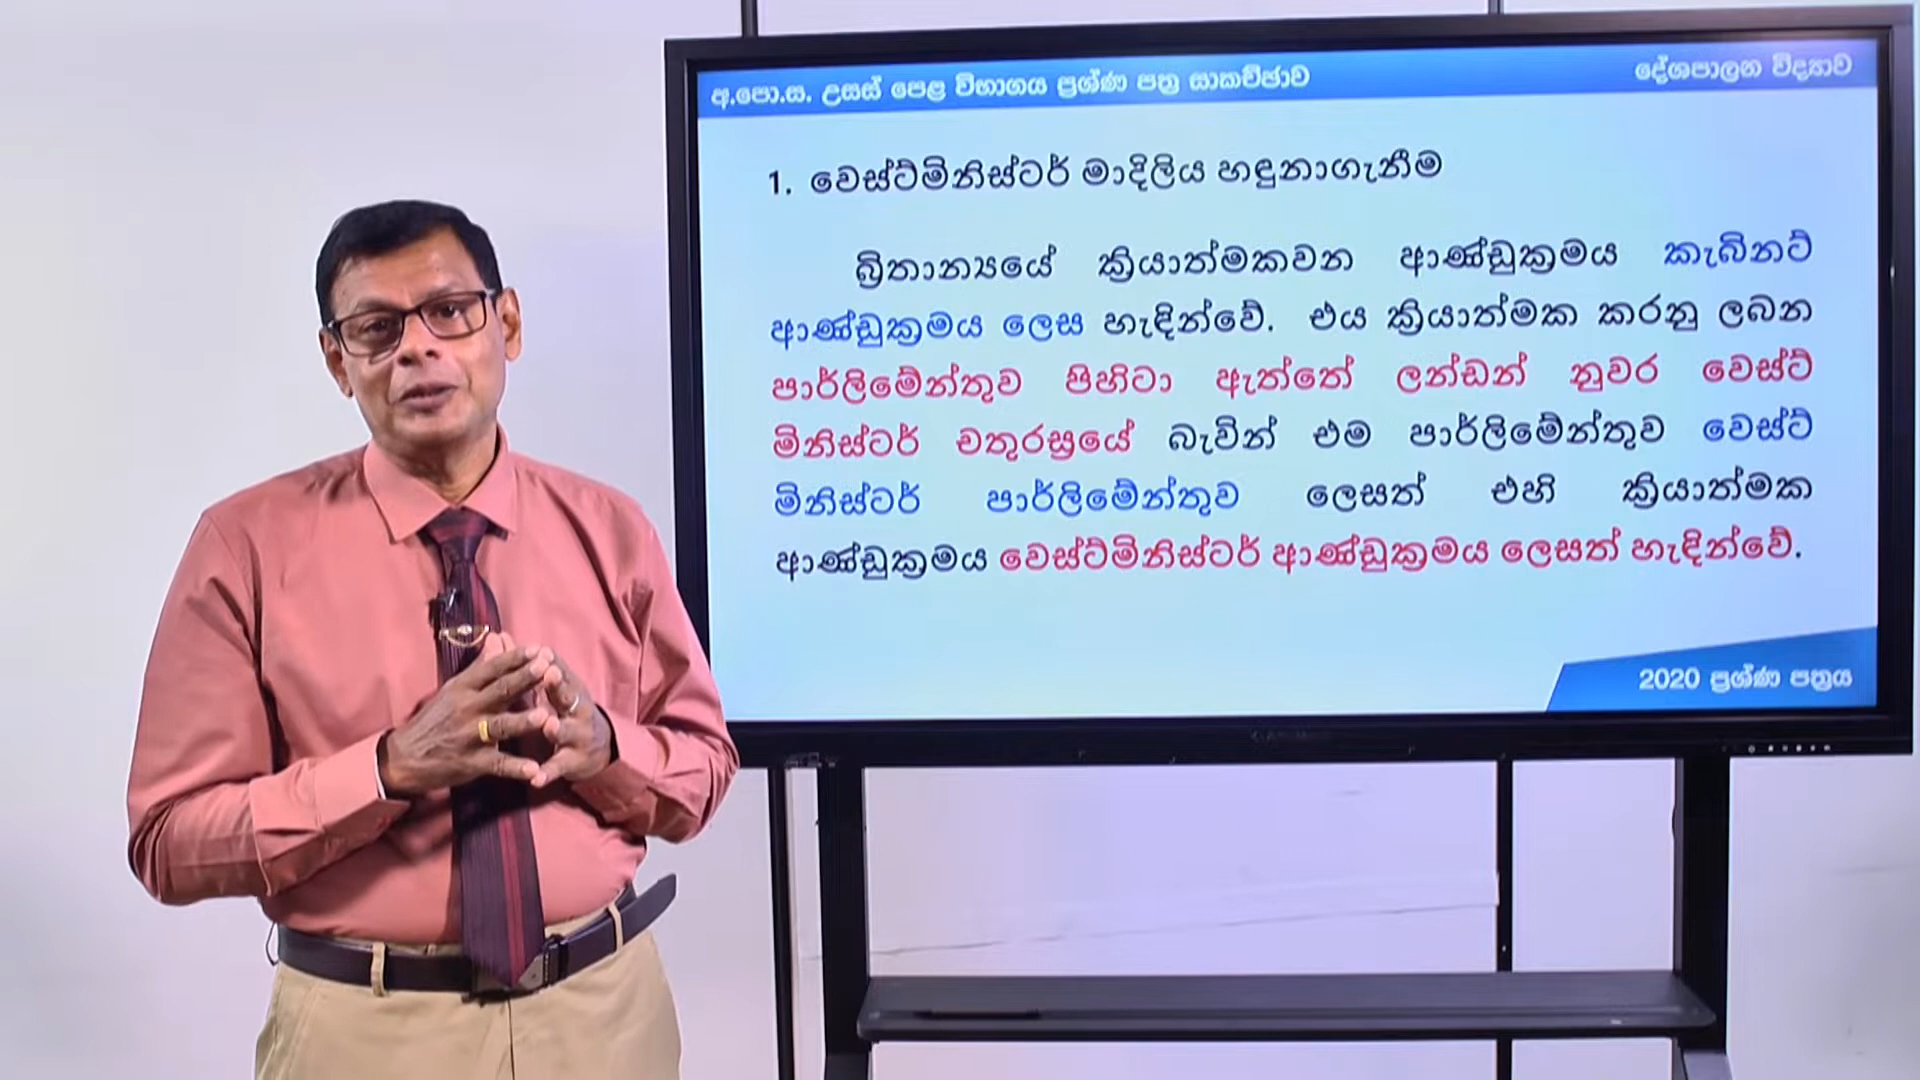 අ.පො.ස. උසස් පෙළ විභාගය ප්‍රශ්ණ පත්‍ර සාකච්ඡාව
දේශපාලන විද්‍යාව
1. වෙස්ට්මිනිස්ටර් මාදිලිය හඳුනාගැනීම
බ්‍රිතාන්‍යයේ ක්‍රියාත්මකවන ආණ්ඩුක්‍රමය කැබිනට්
ආණ්ඩුක්‍රමය ලෙස හැඳින්වේ. එය ක්‍රියාත්මක කරනු ලබන
පාර්ලිමේන්තුව පිහිටා ඇත්තේ ලන්ඩන් නුවර වෙස්ට්
මිනිස්ටර් චතුරස්‍රයේ බැවින් එම පාර්ලිමේන්තුව වෙස්ට්
මිනිස්ටර් පාර්ලිමේන්තුව ලෙසත් එහි ක්‍රියාත්මක
ආණ්ඩුක්‍රමය වෙස්ට්මිනිස්ටර් ආණ්ඩුක්‍රමය ලෙසත් හැඳින්වේ.
2020 ප්‍රශ්ණ පත්‍රය